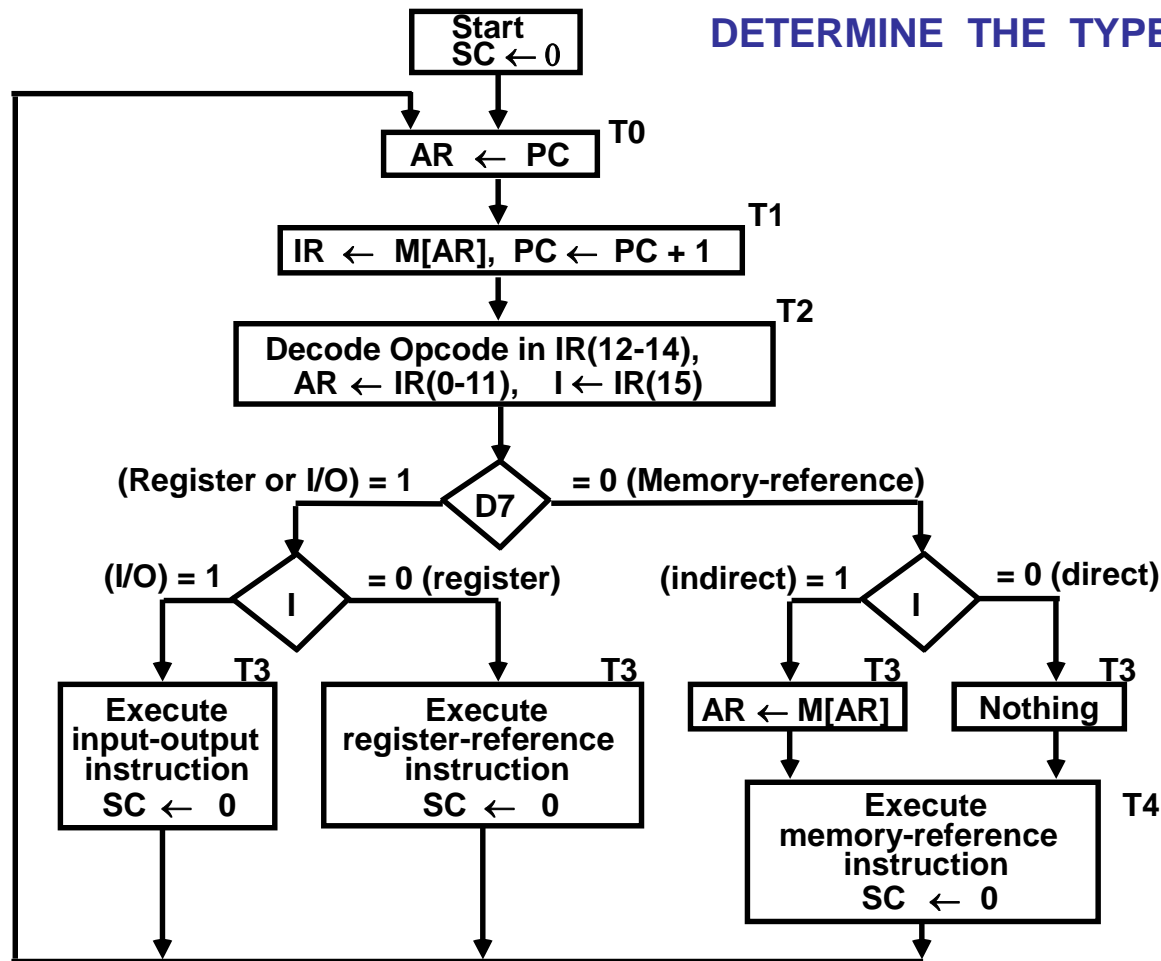 DETERMINE THE TYPE
Start
SC ← 0
T0
AR ← PC
T1
IR ← M[AR], PC ← PC + 1
T2
Decode Opcode in IR(12-14),
AR ← IR(0-11), I ← IR(15)
(Register or I/O) = 1
D7
= 0 (Memory-reference)
(I/O) = 1
I
= 0 (register)
(indirect) = 1
I
= 0 (direct)
T3
Execute
input-output
instruction
SC ← 0
T3
Execute
register-reference
instruction
SC ← 0
T3
AR ← M[AR]
T3
Nothing
T4
Execute
memory-reference
instruction
SC ← 0